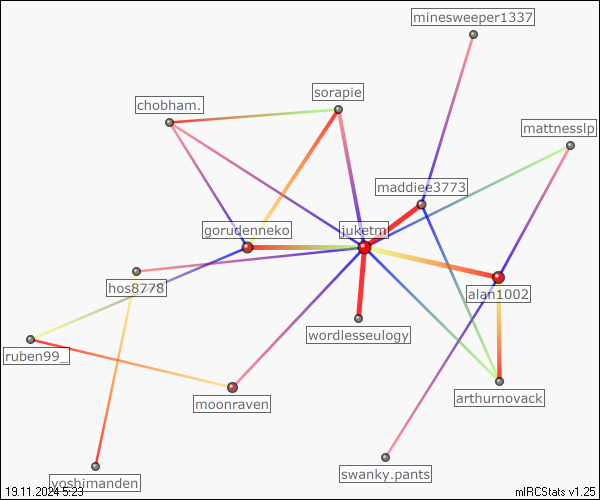 minesweeper1337
sorapie
chobham.
mattnesslp
maddiee3773
gorudenneko
juketm
hos8778
alan1002
wordlesseulogy
ruben99_
arthurnovack
moonraven
swanky.pants
yoshimanden
19.11.2024 5:23
mIRCStats v1.25